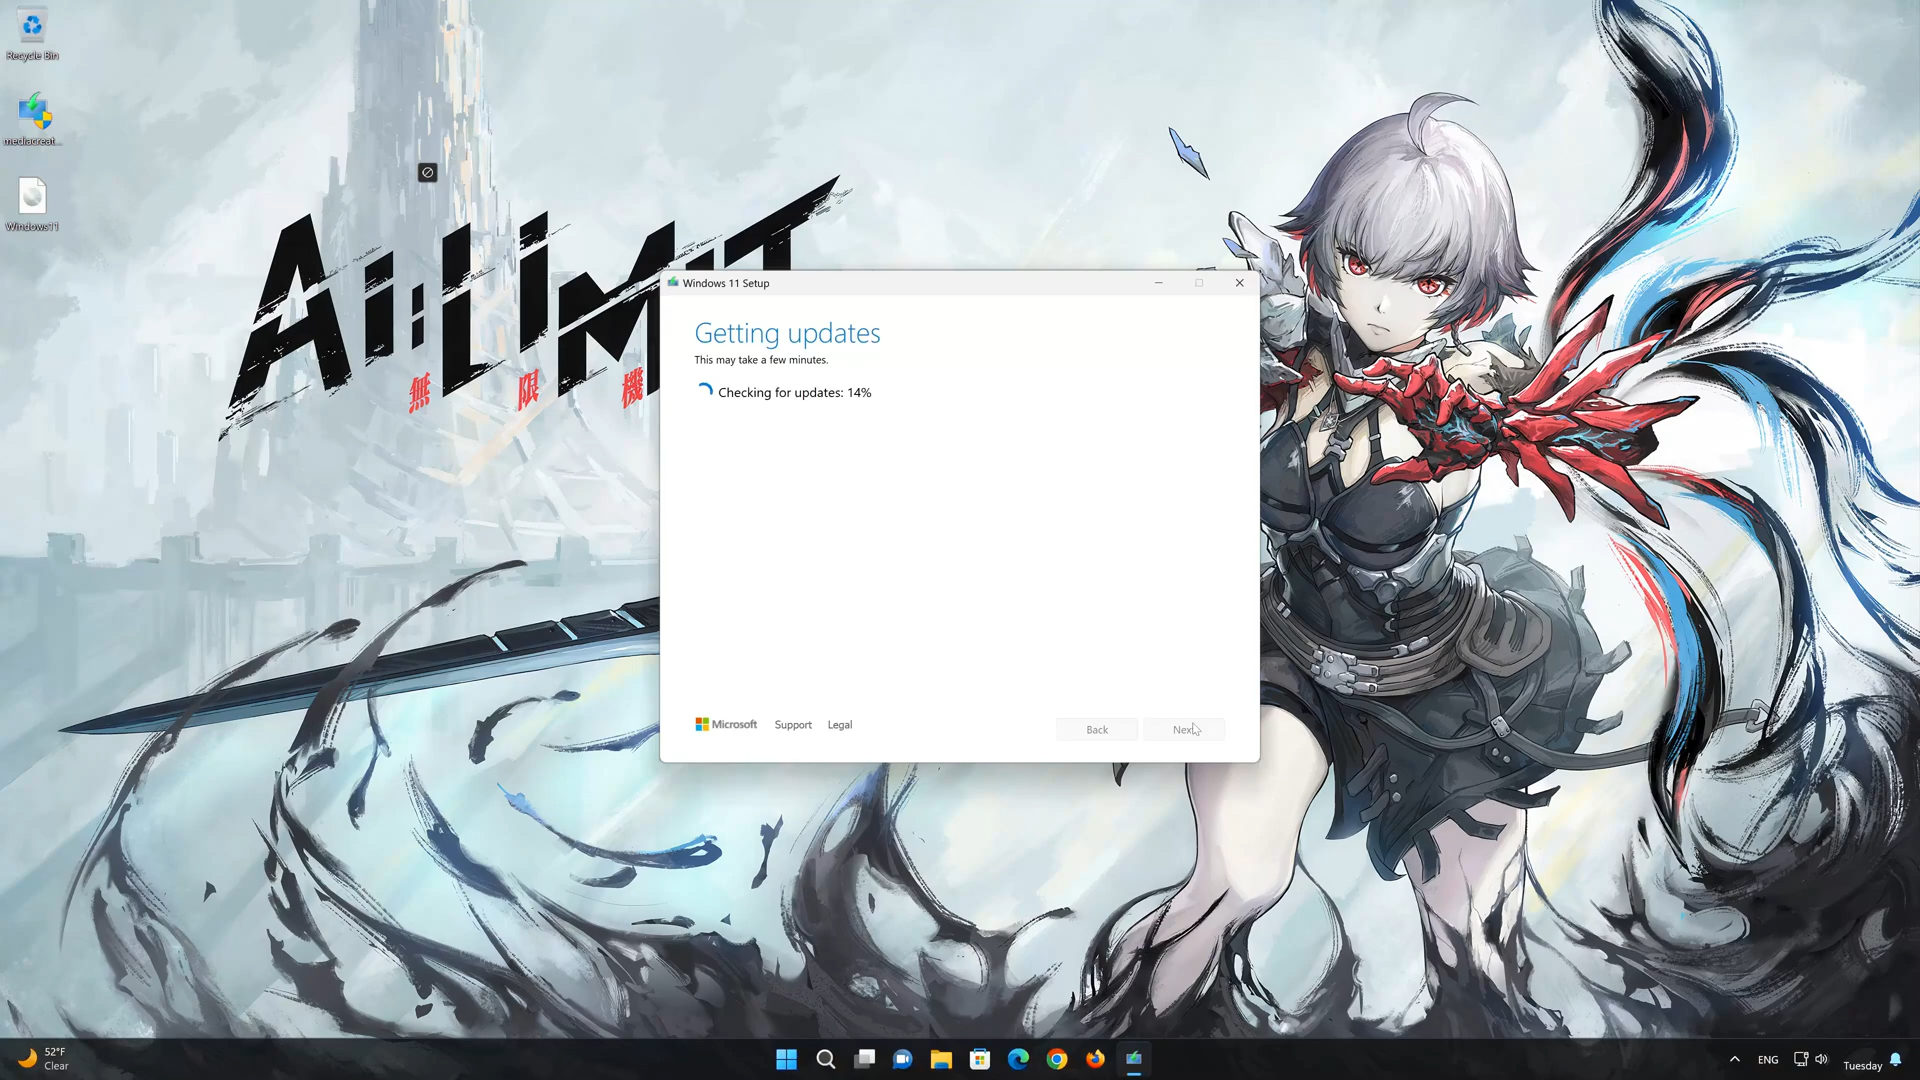 Recycle Bin
mediacreat...
Windows11
Ai:LiMiT
無限機
Windows 11 Setup
Getting updates
This may take a few minutes.
Checking for updates: 14%
Microsoft
Support
Legal
Back
Next
52°F
Clear
ENG
Tuesday